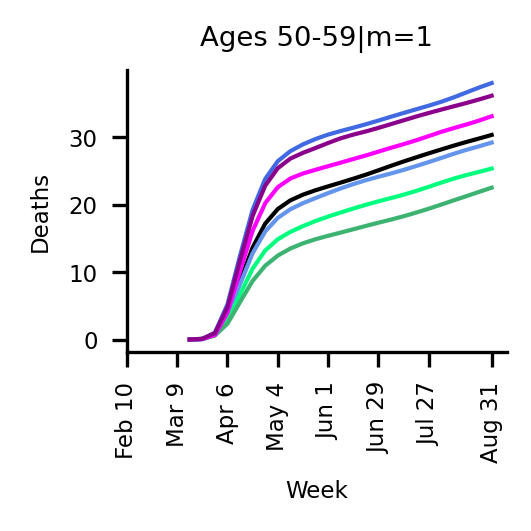 Ages 50-59|m=1
Deaths
30
20
10
0
Feb 10
Mar 9
Apr 6
May 4
Jun 1
Jun 29
Jul 27
Aug 31
Week